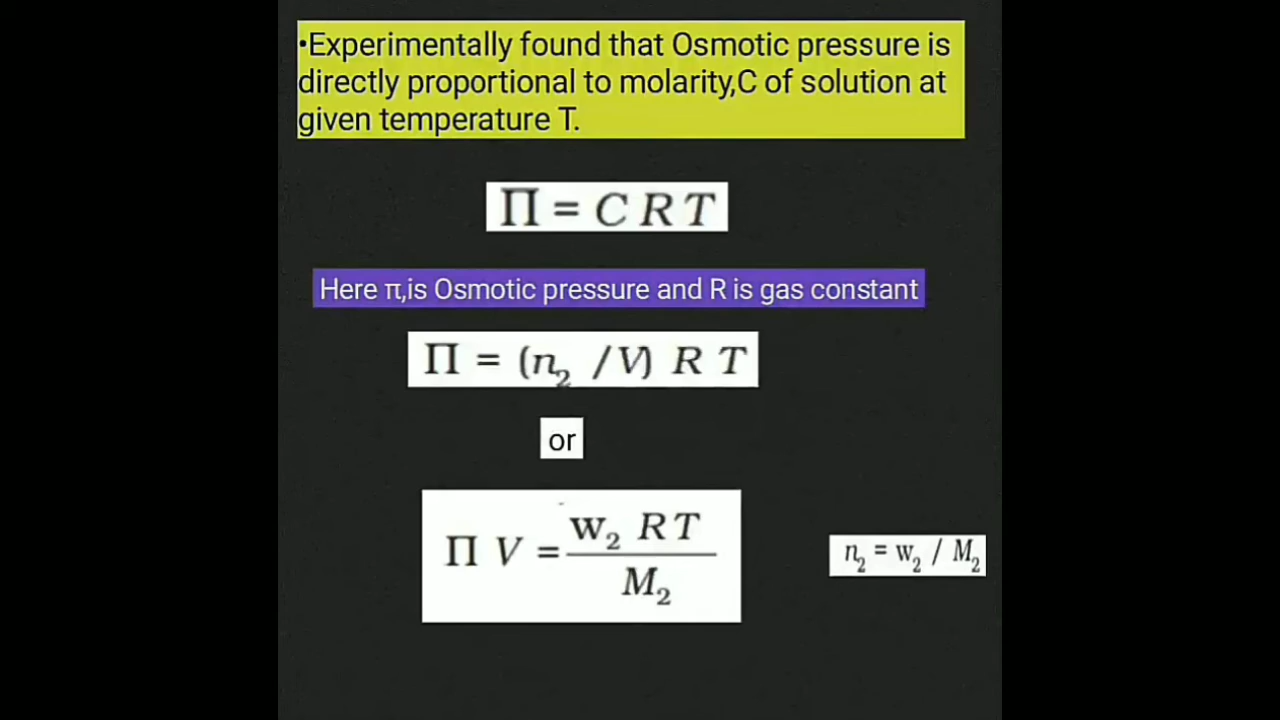 •Experimentally found that Osmotic pressure is
directly proportional to molarity,C of solution at
given temperature T.
Π = C R T
Here π,is Osmotic pressure and R is gas constant
Π = (n₂ /V) R T
or
Π V = w₂ RT / M₂
n₂ = w₂ / M₂